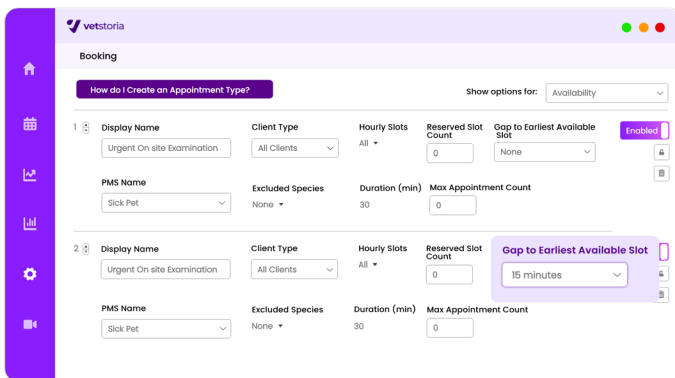 vetstoria
Booking
How do I Create an Appointment Type?
Show options for: Availability
1 Display Name Client Type Hourly Slots Reserved Slot Count Gap to Earliest Available Slot Enabled
Urgent On site Examination All Clients All 0 None
PMS Name Excluded Species Duration (min) Max Appointment Count
Sick Pet None 30 0
2 Display Name Client Type Hourly Slots Reserved Slot Count Gap to Earliest Available Slot
Urgent On site Examination All Clients All 0 15 minutes
PMS Name Excluded Species Duration (min) Max Appointment Count
Sick Pet None 30 0